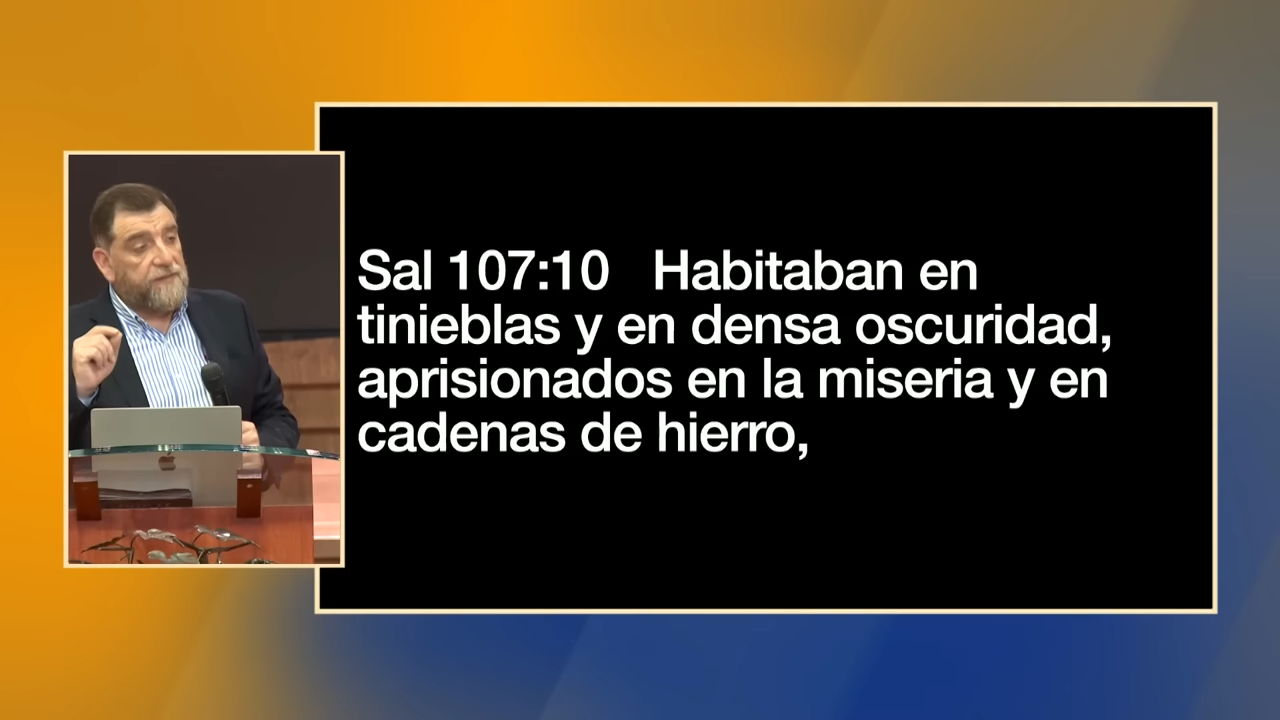 Sal 107:10 Habitaban en
tinieblas y en densa oscuridad,
aprisionados en la miseria y en
cadenas de hierro,